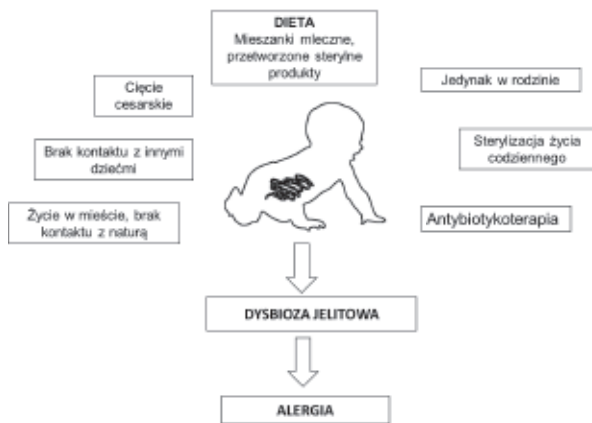 DIETA
Mieszanki mleczne,
przetworzone sterylne
produkty
Cięcie
cesarskie
Jedynak w rodzinie
Brak kontaktu z innymi
dziećmi
Sterylizacja życia
codziennego
Życie w mieście, brak
kontaktu z naturą
Antybiotykoterapia
DYSBIOZA JELITOWA
ALERGIA